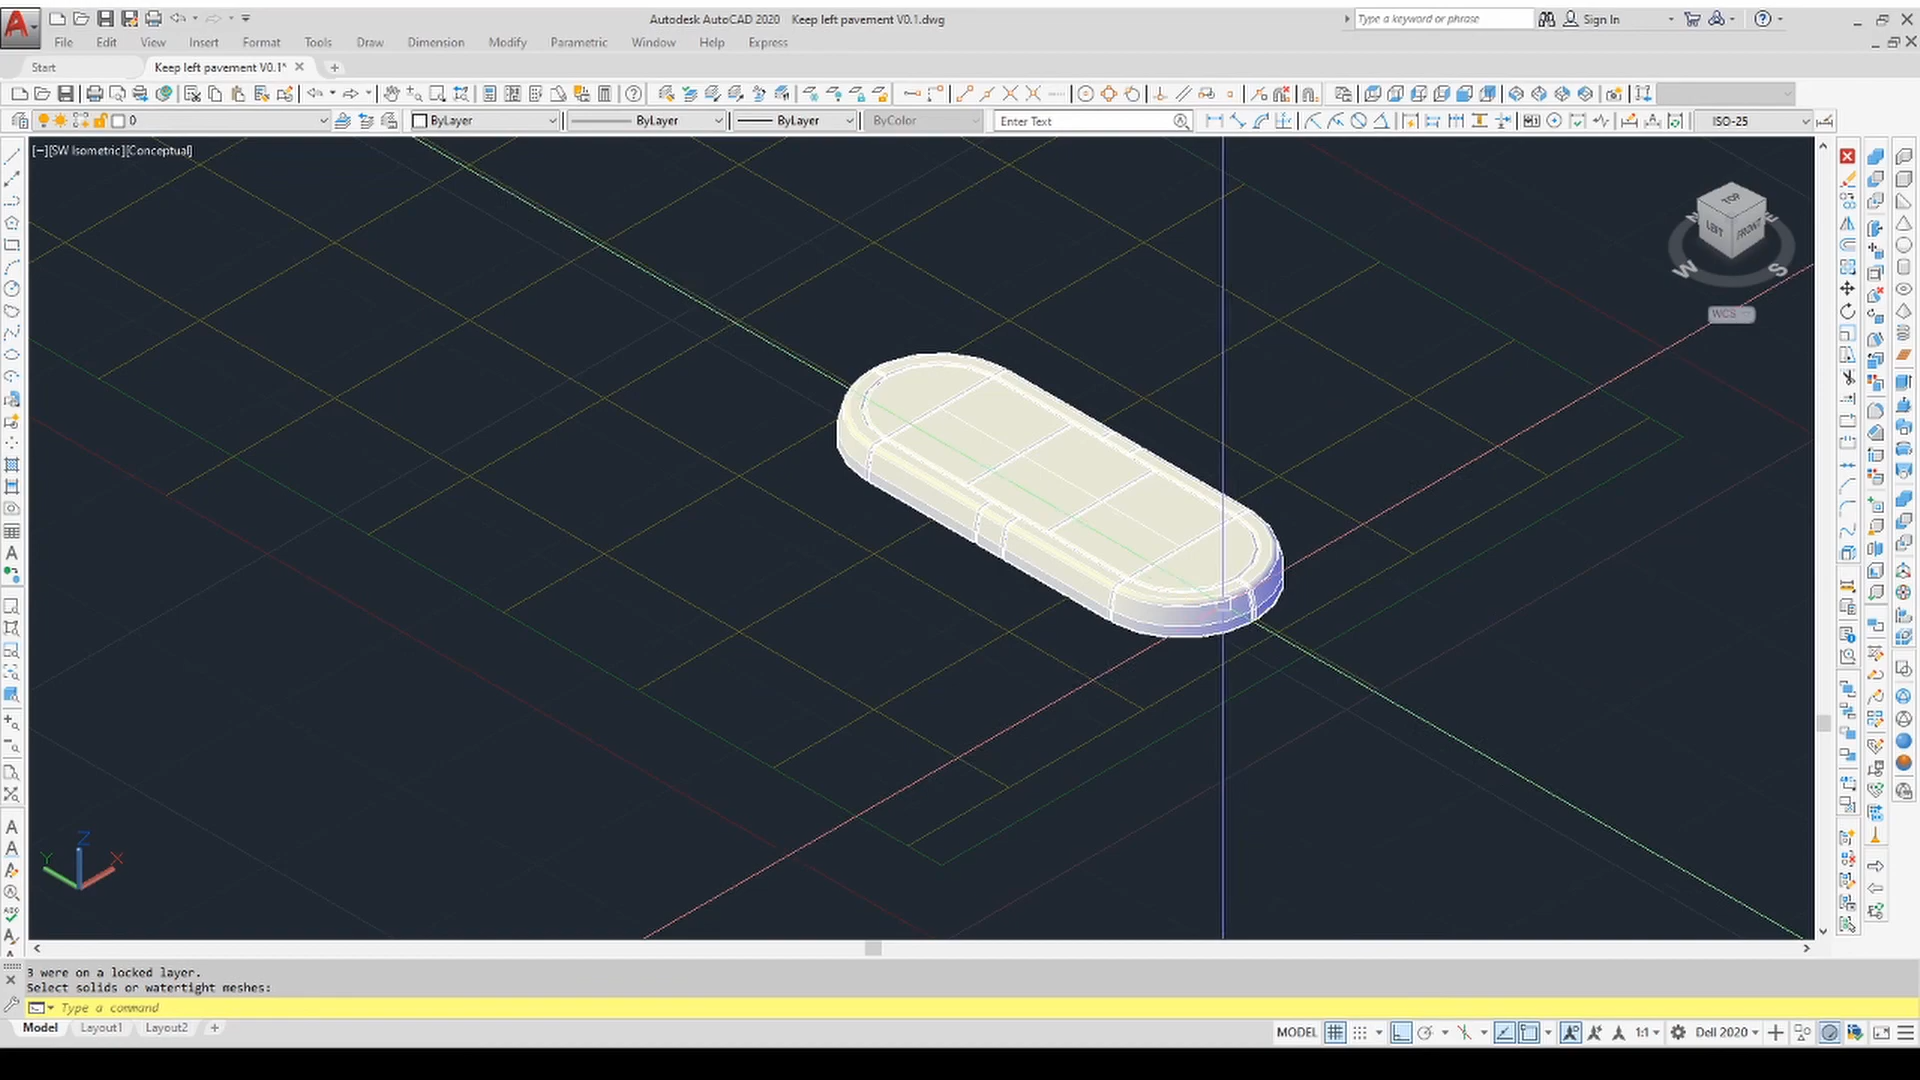 Autodesk AutoCAD 2020 Keep left pavement V0.1.dwg
Type a keyword or phrase
Sign In
File Edit View Insert Format Tools Draw Dimension Modify Parametric Window Help Express
Start
Keep left pavement V0.1*
0
ByLayer
ByLayer
ByLayer
ByColor
Enter Text
ISO-25
[−][SW Isometric][Conceptual]
TOP
LEFT
FRONT
N
E
W
S
WCS
Z
Y
X
3 were on a locked layer.
Select solids or watertight meshes:
Type a command
Model Layout1 Layout2
MODEL
1:1
Dell 2020